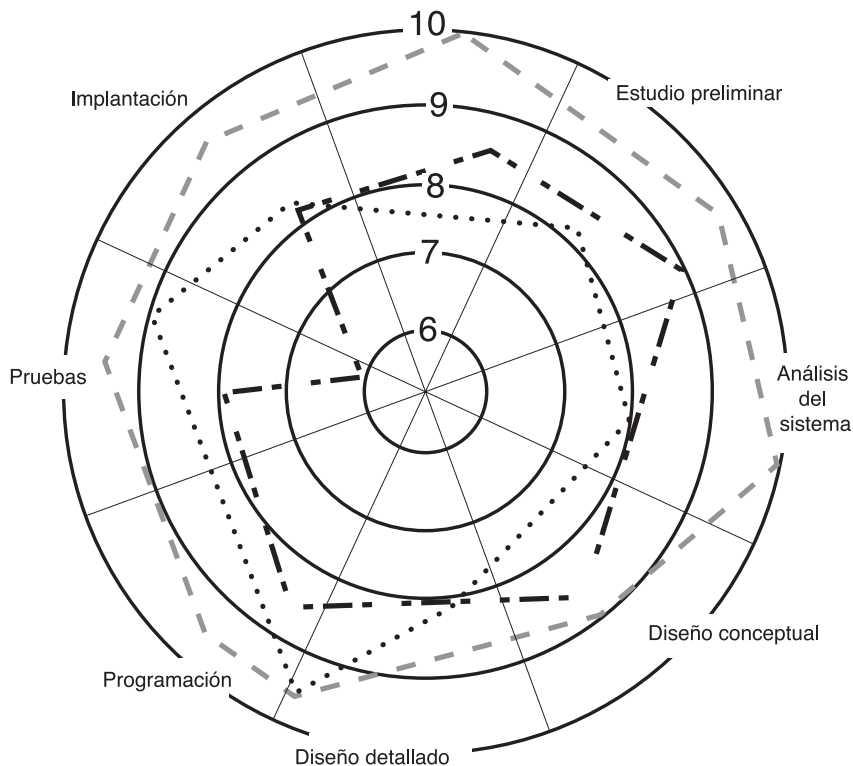 10
Implantación
Estudio preliminar
9
8
7
6
Pruebas
Análisis
del
sistema
Diseño conceptual
Programación
Diseño detallado